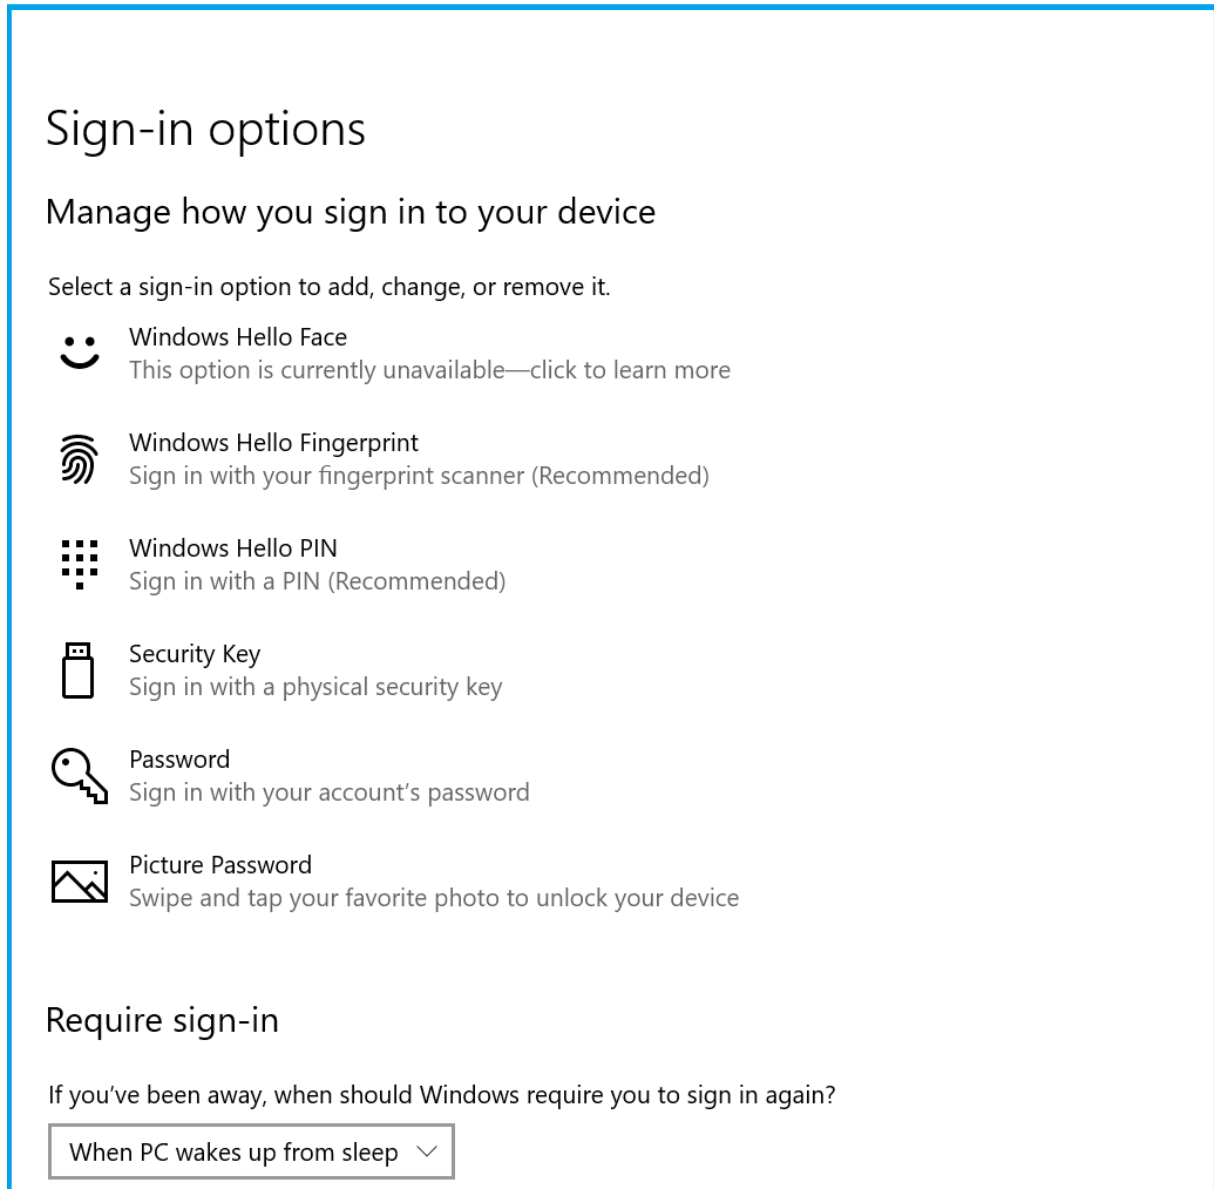 Sign-in options
Manage how you sign in to your device
Select a sign-in option to add, change, or remove it.
Windows Hello Face
This option is currently unavailable—click to learn more
Windows Hello Fingerprint
Sign in with your fingerprint scanner (Recommended)
Windows Hello PIN
Sign in with a PIN (Recommended)
Security Key
Sign in with a physical security key
Password
Sign in with your account’s password
Picture Password
Swipe and tap your favorite photo to unlock your device
Require sign-in
If you’ve been away, when should Windows require you to sign in again?
When PC wakes up from sleep